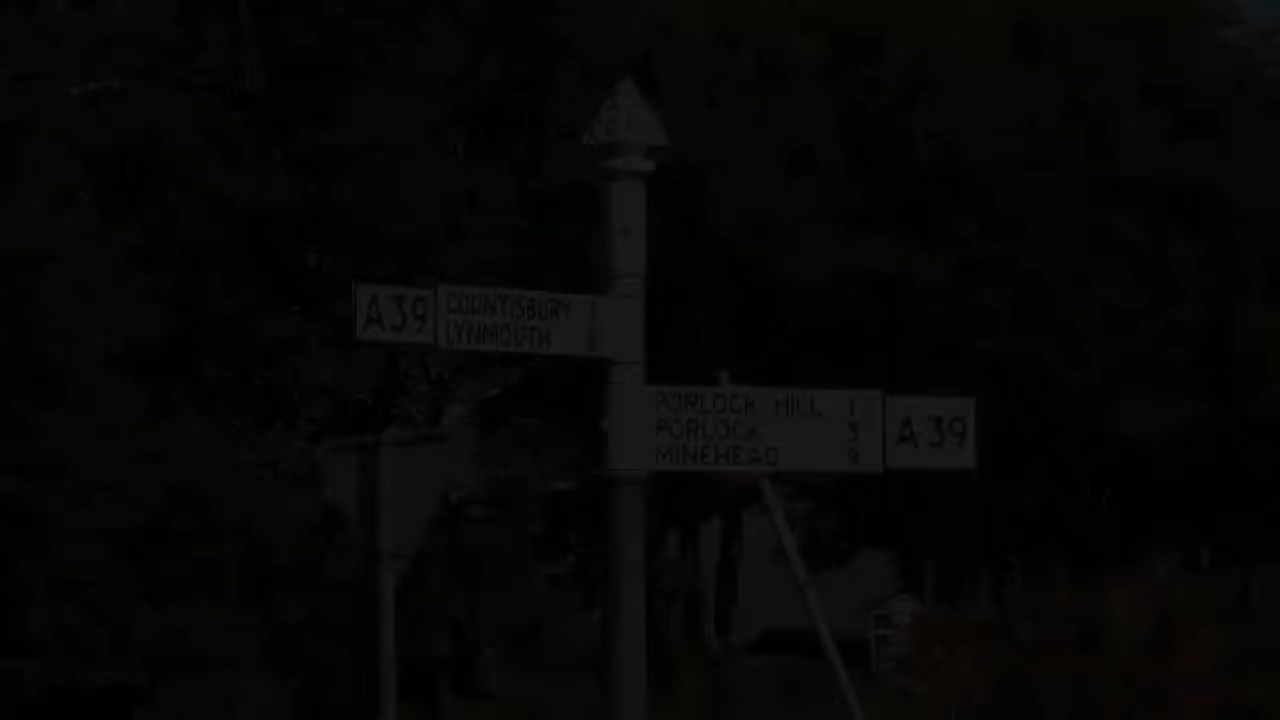 A39
COUNTISBURY
LYNMOUTH
PORLOCK HILL 1
PORLOCK 3
MINEHEAD 9
A39